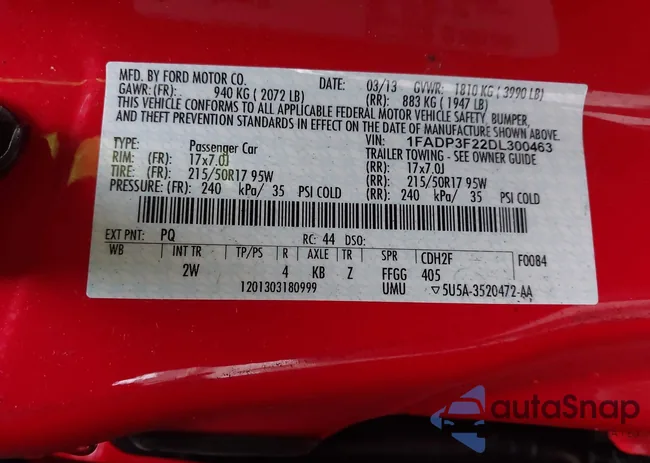 MFD. BY FORD MOTOR CO. DATE: 03/13 GVWR: 1810 KG ( 3990 LB)
GAWR: (FR): 940 KG ( 2072 LB) (RR): 883 KG ( 1947 LB)
THIS VEHICLE CONFORMS TO ALL APPLICABLE FEDERAL MOTOR VEHICLE SAFETY, BUMPER,
AND THEFT PREVENTION STANDARDS IN EFFECT ON THE DATE OF MANUFACTURE SHOWN ABOVE.
VIN: 1FADP3F22DL300463
TYPE: Passenger Car TRAILER TOWING - SEE OWNER GUIDE
RIM: (FR): 17x7.0J (RR): 17x7.0J
TIRE: (FR): 215/50R17 95W (RR): 215/50R17 95W
PRESSURE: (FR): 240 kPa/ 35 PSI COLD (RR): 240 kPa/ 35 PSI COLD
EXT PNT: PQ RC: 44 DSO:
WB INT TR TP/PS R AXLE TR SPR CDH2F F0084
2W 4 KB Z FFGG 405
1201303180999 UMU ▽5U5A-3520472-AA
autoSnap